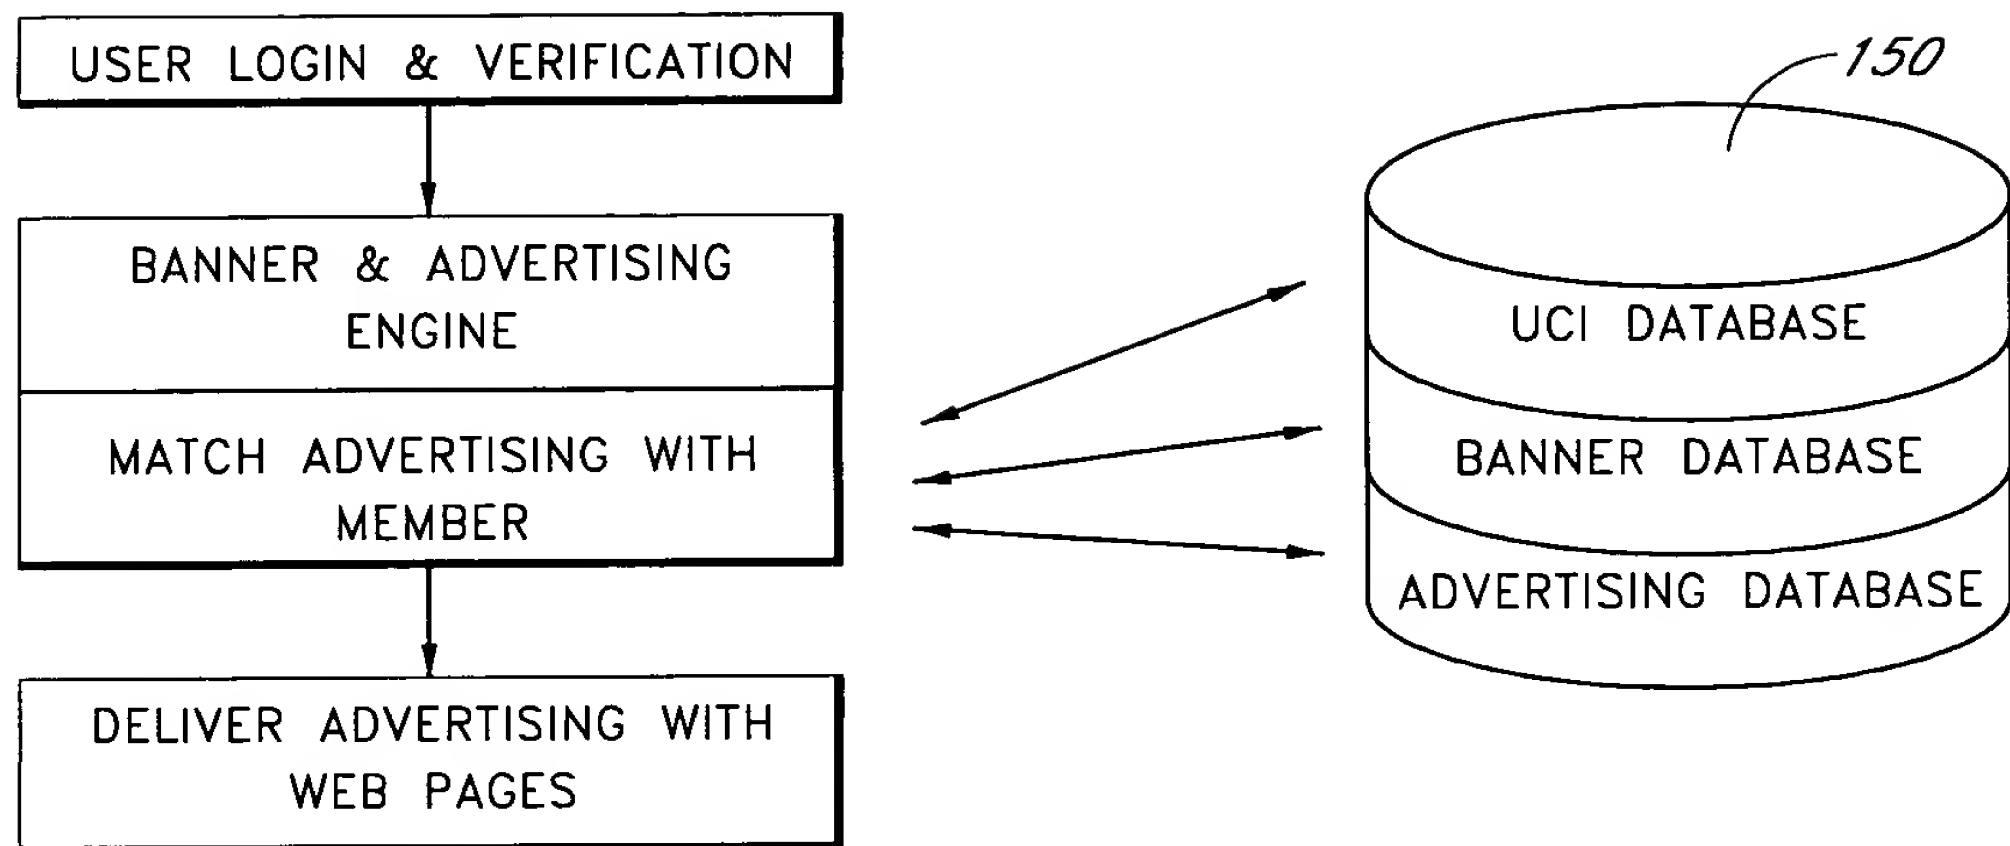 USER LOGIN & VERIFICATION
BANNER & ADVERTISING
ENGINE
MATCH ADVERTISING WITH
MEMBER
DELIVER ADVERTISING WITH
WEB PAGES
150
UCI DATABASE
BANNER DATABASE
ADVERTISING DATABASE